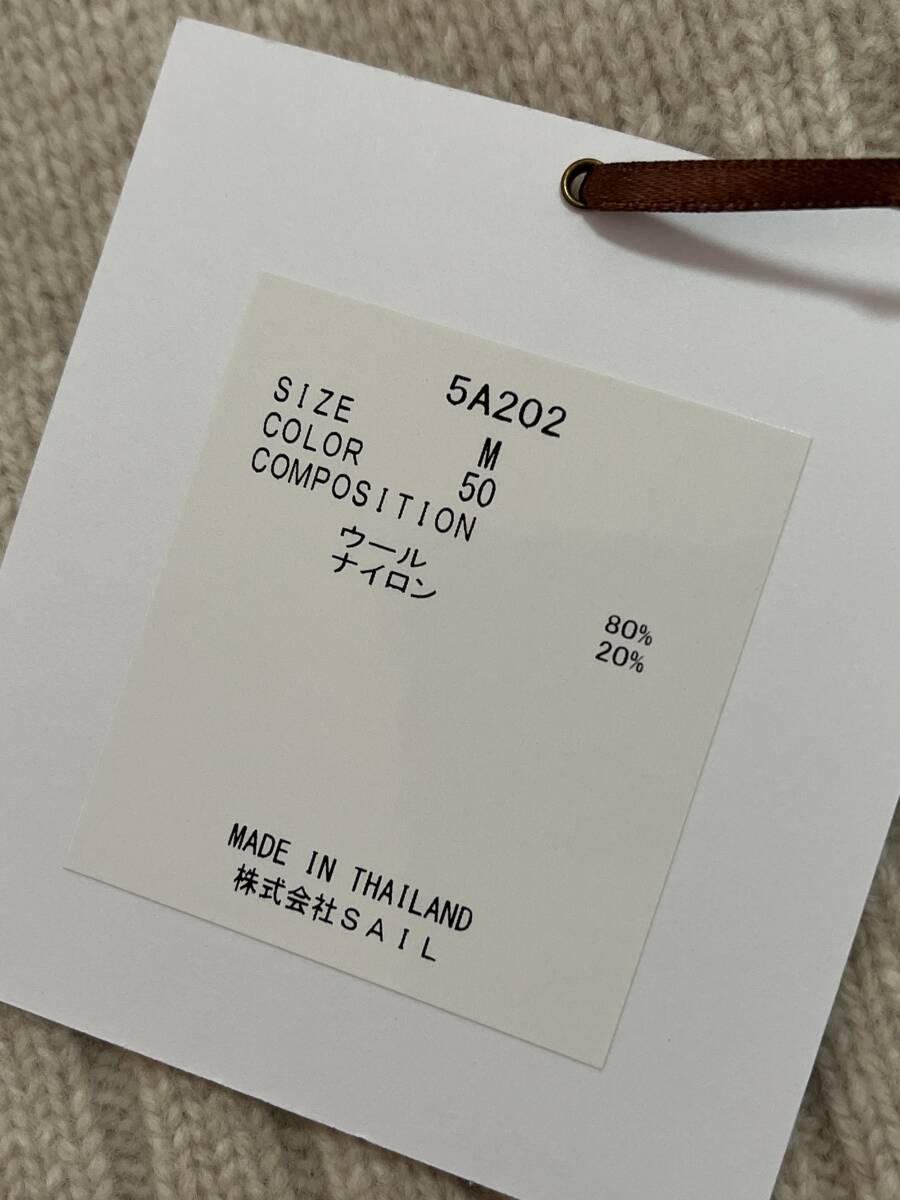 5A202
SIZE M
COLOR 50
COMPOSITION
ウール 80%
ナイロン 20%
MADE IN THAILAND
株式会社SAIL